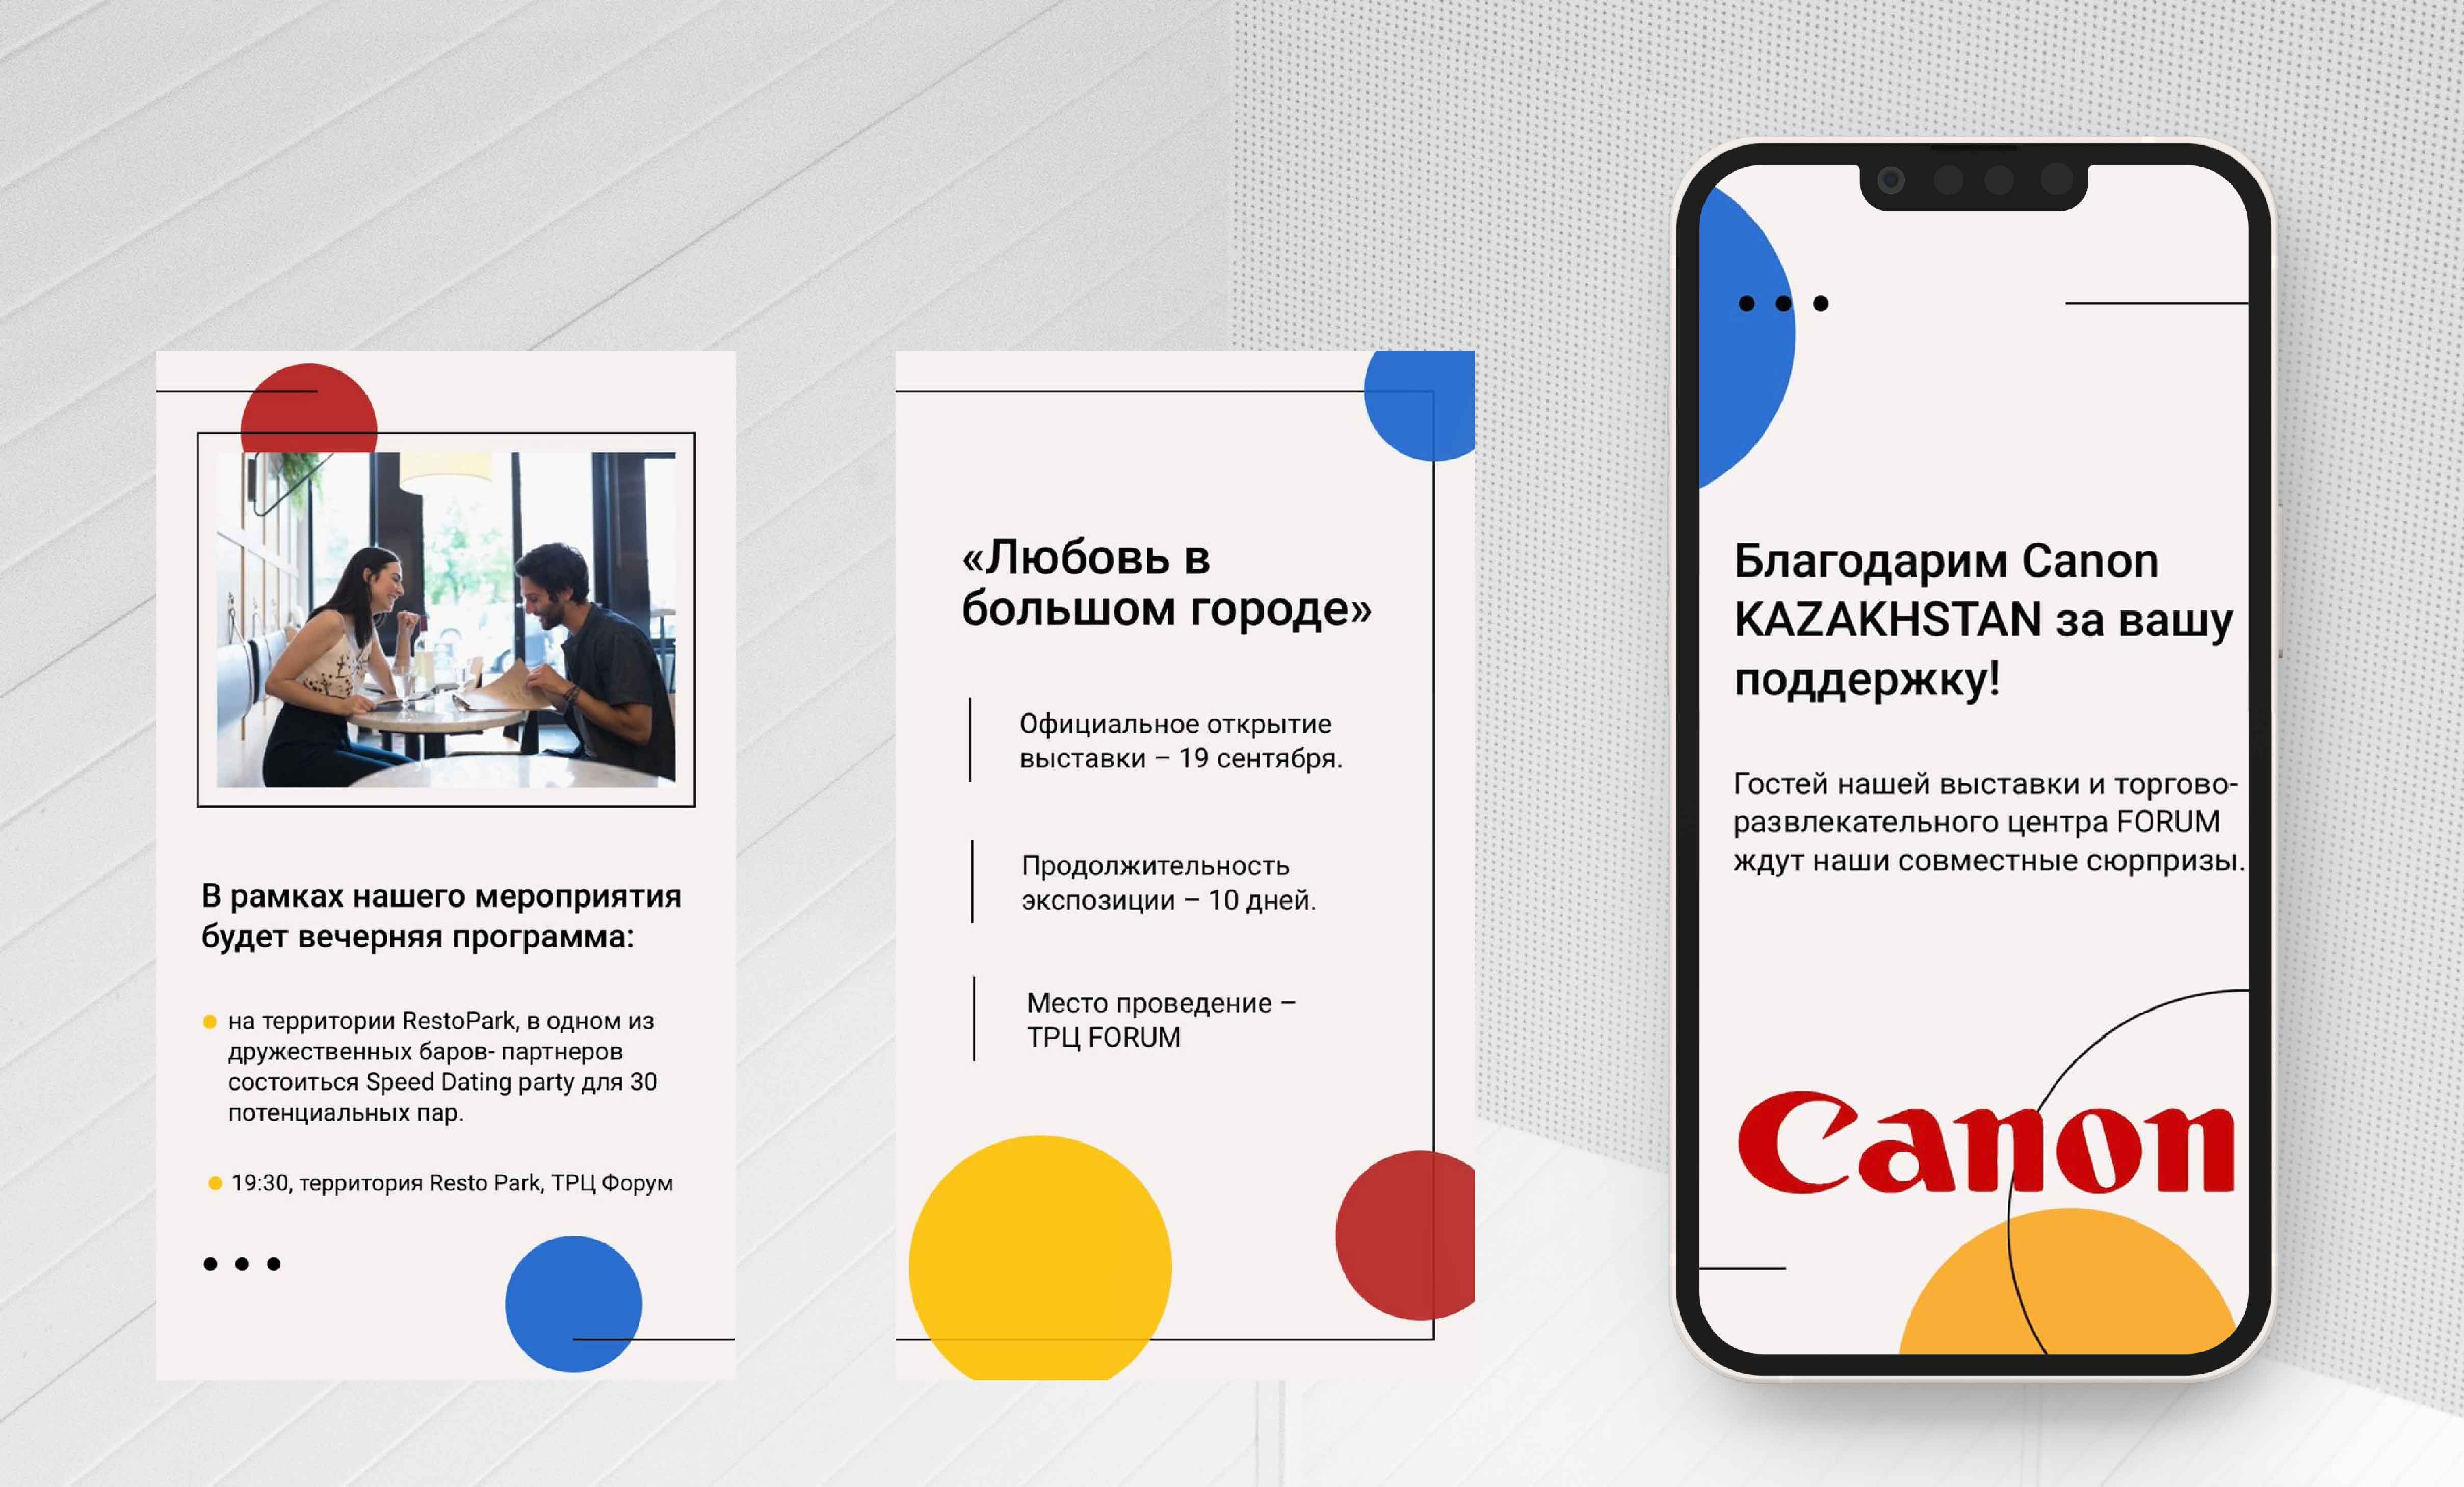 В рамках нашего мероприятия
будет вечерняя программа:
на территории RestoPark, в одном из
дружественных баров- партнеров
состоиться Speed Dating party для 30
потенциальных пар.
19:30, территория Resto Park, ТРЦ Форум
«Любовь в
большом городе»
Официальное открытие
выставки – 19 сентября.
Продолжительность
экспозиции – 10 дней.
Место проведение –
ТРЦ FORUM
Благодарим Canon
KAZAKHSTAN за вашу
поддержку!
Гостей нашей выставки и торгово-
развлекательного центра FORUM
ждут наши совместные сюрпризы.
Canon